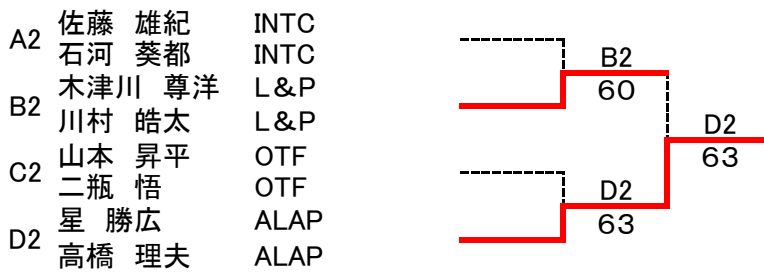 A2 佐藤 雄紀 INTC
石河 葵都 INTC
B2 木津川 尊洋 L&P
川村 皓太 L&P
C2 山本 昇平 OTF
二瓶 悟 OTF
D2 星 勝広 ALAP
高橋 理夫 ALAP
B2
60
D2
63
D2
63